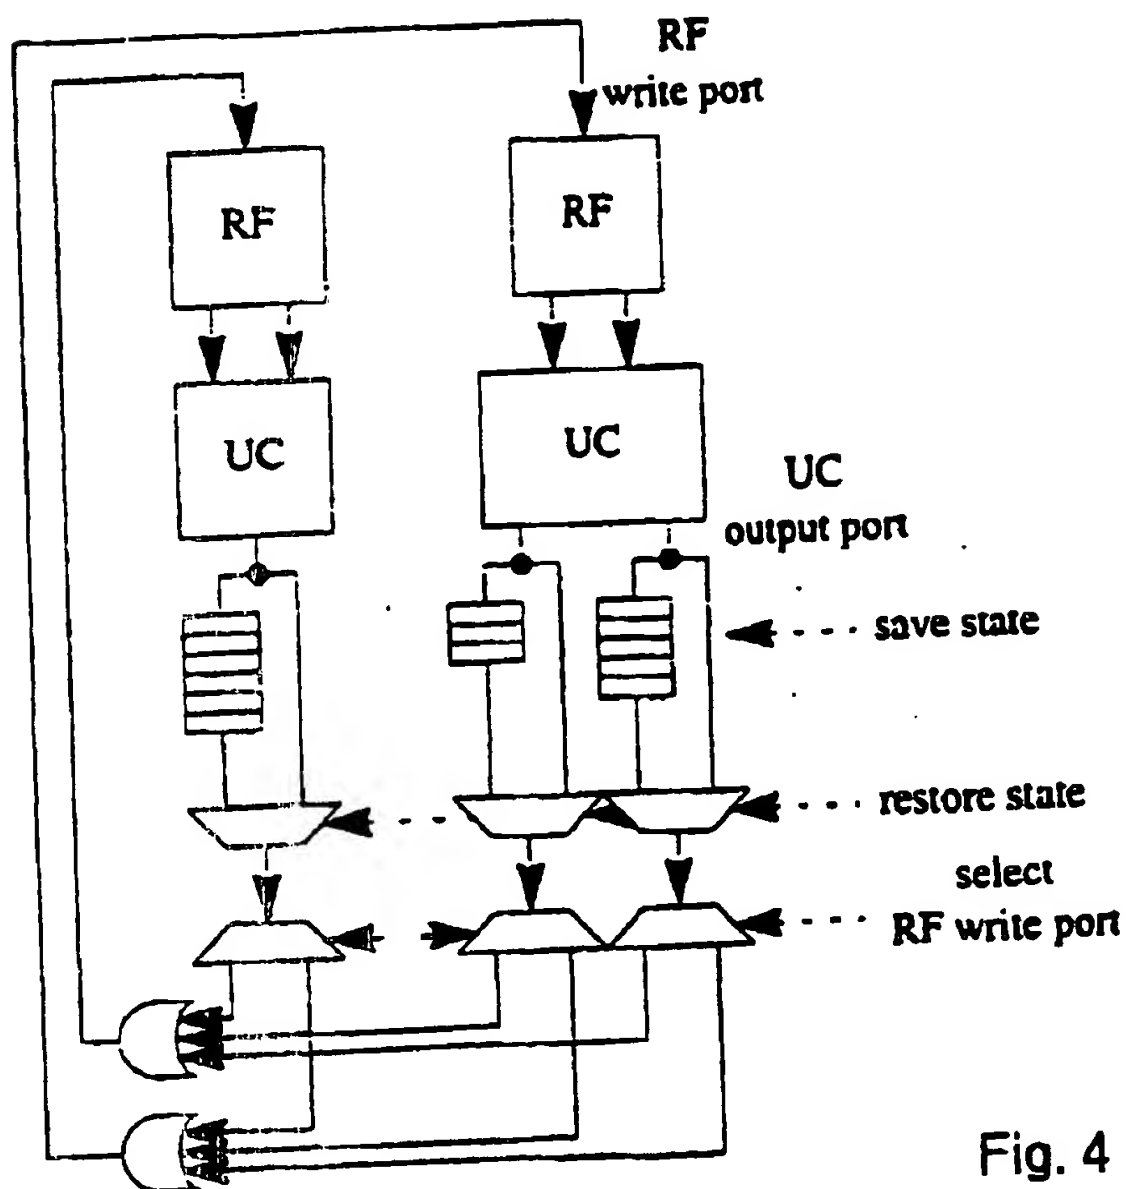 RF
write port
RF
RF
UC
UC
UC
output port
save state
restore state
select
RF write port
Fig. 4